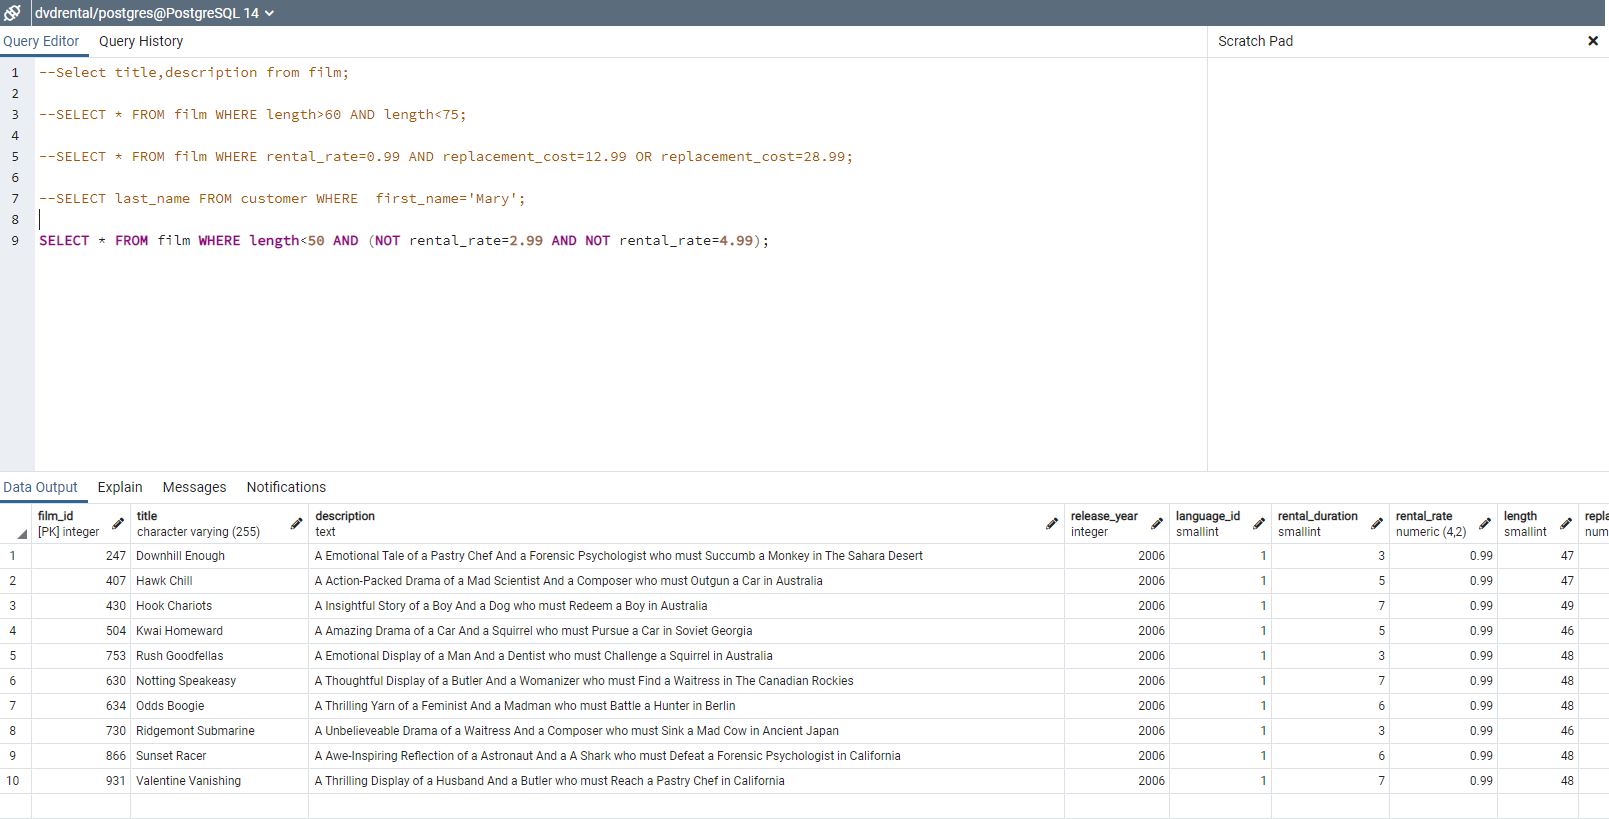 dvdrental/postgres@PostgreSQL 14
Query Editor Query History Scratch Pad
1 --Select title,description from film;
2
3 --SELECT * FROM film WHERE length>60 AND length<75;
4
5 --SELECT * FROM film WHERE rental_rate=0.99 AND replacement_cost=12.99 OR replacement_cost=28.99;
6
7 --SELECT last_name FROM customer WHERE  first_name='Mary';
8
9 SELECT * FROM film WHERE length<50 AND (NOT rental_rate=2.99 AND NOT rental_rate=4.99);
Data Output Explain Messages Notifications
film_id title description release_year language_id rental_duration rental_rate length repla
[PK] integer character varying (255) text integer smallint smallint numeric (4,2) smallint num
1 247 Downhill Enough A Emotional Tale of a Pastry Chef And a Forensic Psychologist who must Succumb a Monkey in The Sahara Desert 2006 1 3 0.99 47
2 407 Hawk Chill A Action-Packed Drama of a Mad Scientist And a Composer who must Outgun a Car in Australia 2006 1 5 0.99 47
3 430 Hook Chariots A Insightful Story of a Boy And a Dog who must Redeem a Boy in Australia 2006 1 7 0.99 49
4 504 Kwai Homeward A Amazing Drama of a Car And a Squirrel who must Pursue a Car in Soviet Georgia 2006 1 5 0.99 46
5 753 Rush Goodfellas A Emotional Display of a Man And a Dentist who must Challenge a Squirrel in Australia 2006 1 3 0.99 48
6 630 Notting Speakeasy A Thoughtful Display of a Butler And a Womanizer who must Find a Waitress in The Canadian Rockies 2006 1 7 0.99 48
7 634 Odds Boogie A Thrilling Yarn of a Feminist And a Madman who must Battle a Hunter in Berlin 2006 1 6 0.99 48
8 730 Ridgemont Submarine A Unbelieveable Drama of a Waitress And a Composer who must Sink a Mad Cow in Ancient Japan 2006 1 3 0.99 46
9 866 Sunset Racer A Awe-Inspiring Reflection of a Astronaut And a A Shark who must Defeat a Forensic Psychologist in California 2006 1 6 0.99 48
10 931 Valentine Vanishing A Thrilling Display of a Husband And a Butler who must Reach a Pastry Chef in California 2006 1 7 0.99 48